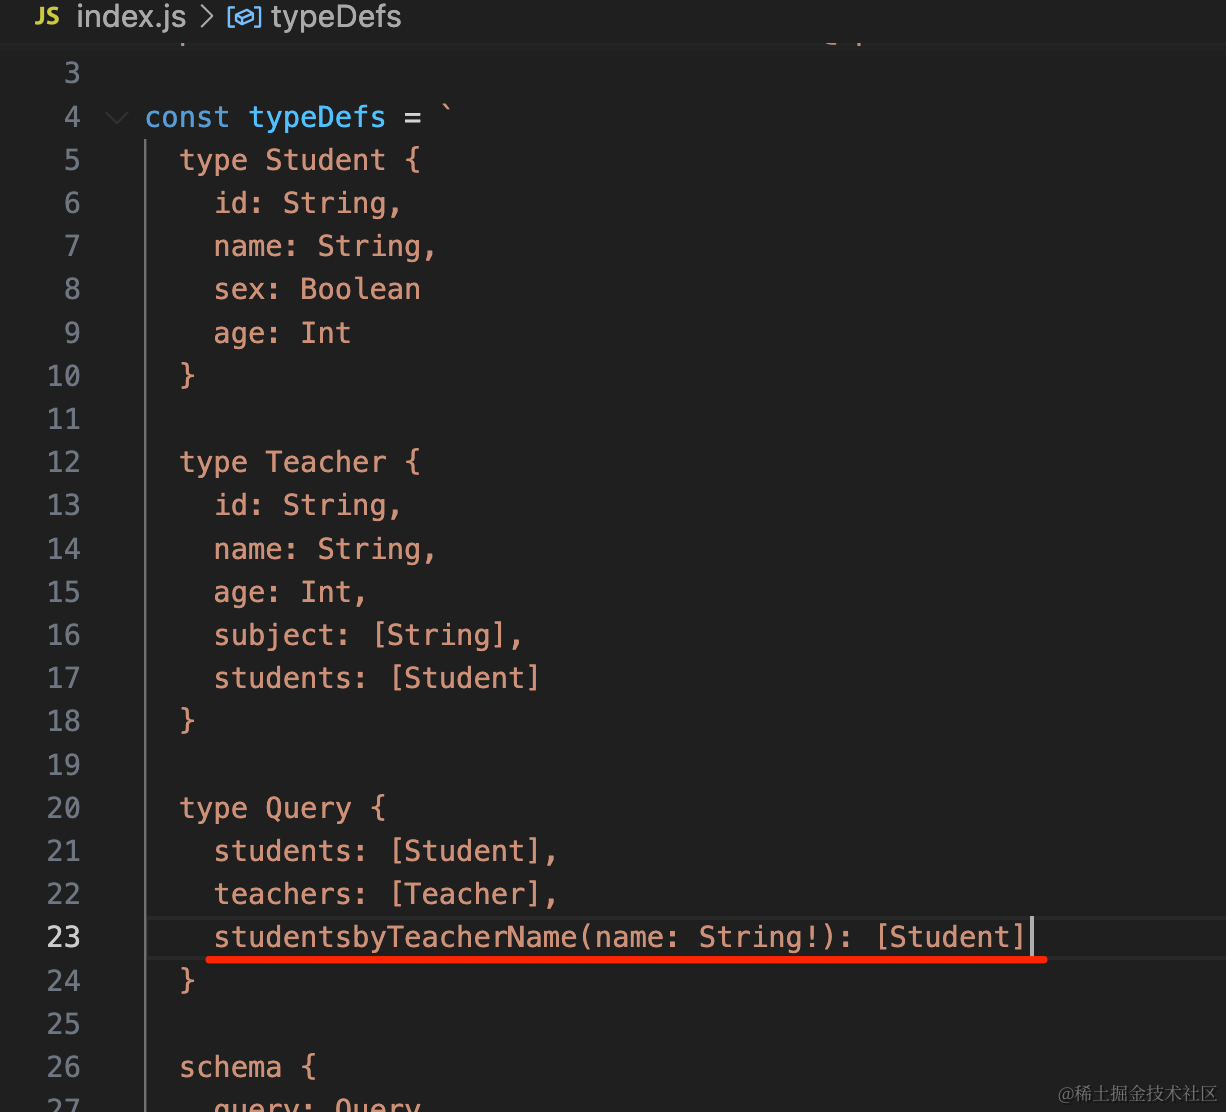 JS index.js > typeDefs
3
4 const typeDefs = `
5 type Student {
6 id: String,
7 name: String,
8 sex: Boolean
9 age: Int
10 }
11
12 type Teacher {
13 id: String,
14 name: String,
15 age: Int,
16 subject: [String],
17 students: [Student]
18 }
19
20 type Query {
21 students: [Student],
22 teachers: [Teacher],
23 studentsbyTeacherName(name: String!): [Student]
24 }
25
26 schema {
27 query: Query
@稀土掘金技术社区